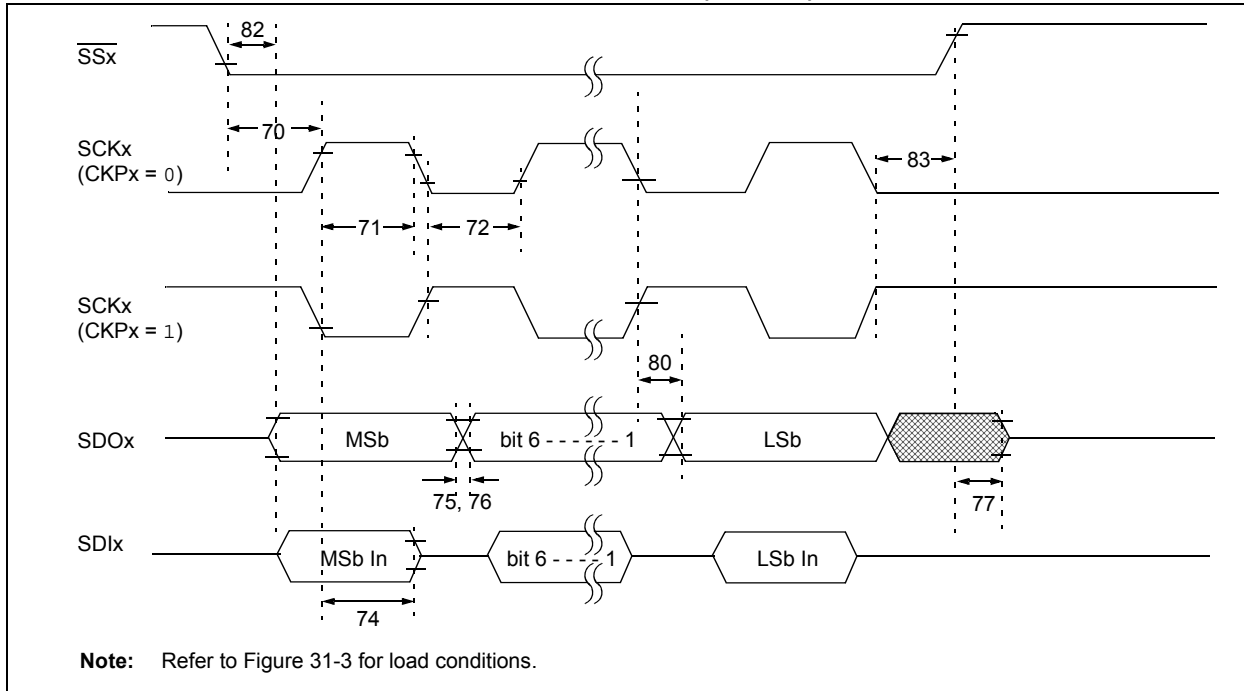 82
SSx
70
SCKx
(CKPx = 0)
83
71
72
SCKx
(CKPx = 1)
80
SDOx
MSb
bit 6 - - - - - - 1
LSb
75, 76
77
SDIx
MSb In
bit 6 - - - - 1
LSb In
74
Note: Refer to Figure 31-3 for load conditions.